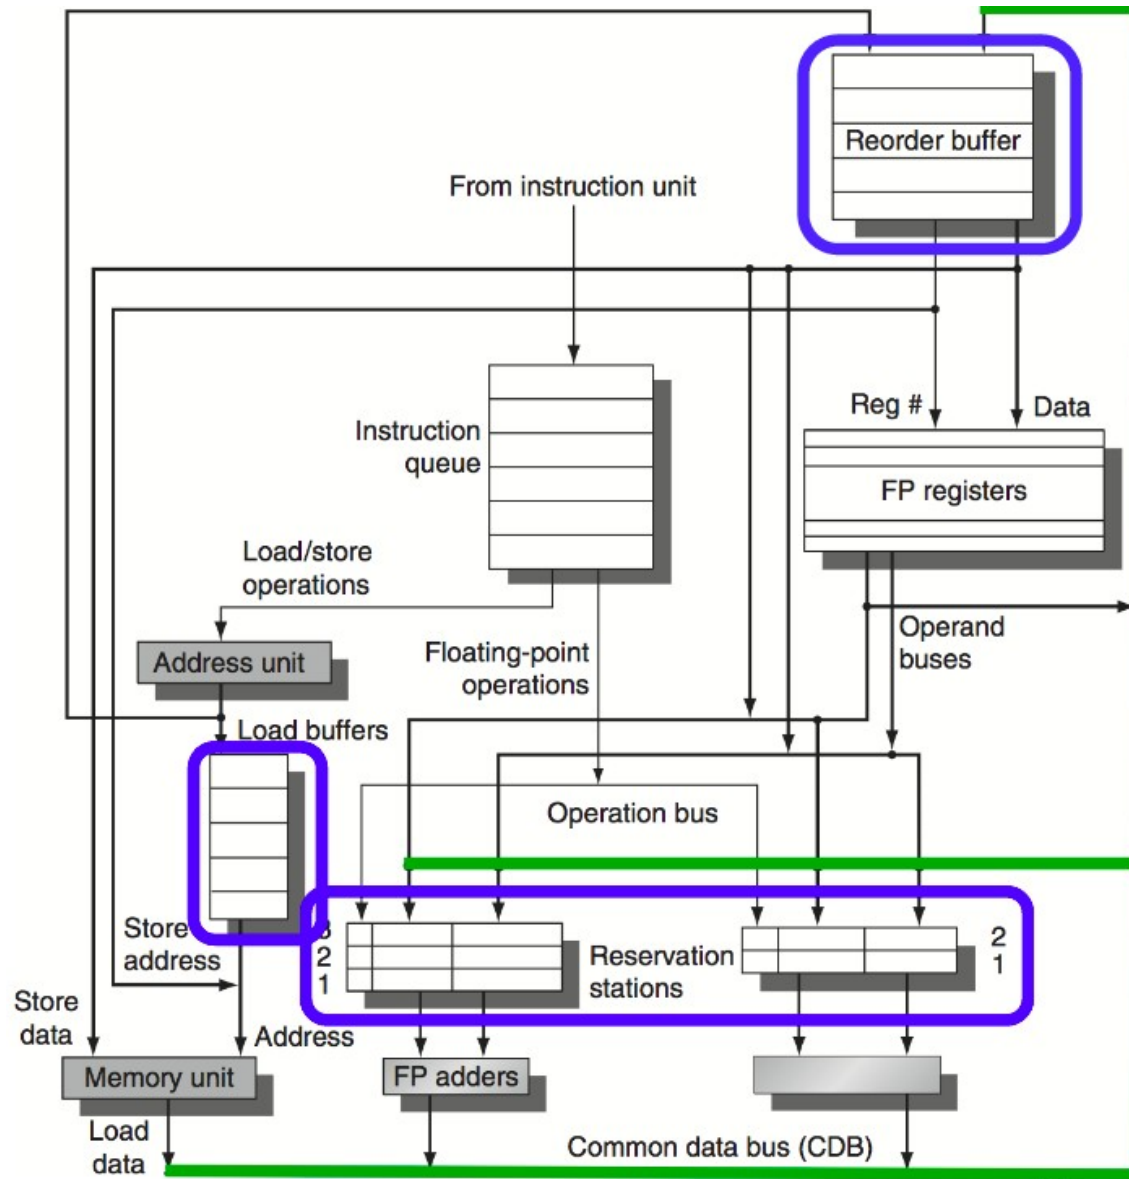 Reorder buffer
From instruction unit
Reg #
Data
Instruction
queue
FP registers
Load/store
operations
Operand
buses
Address unit
Floating-point
operations
Load buffers
Operation bus
Store
address
3
2
1
Reservation
stations
2
1
Store
data
Address
Memory unit
FP adders
Load
data
Common data bus (CDB)